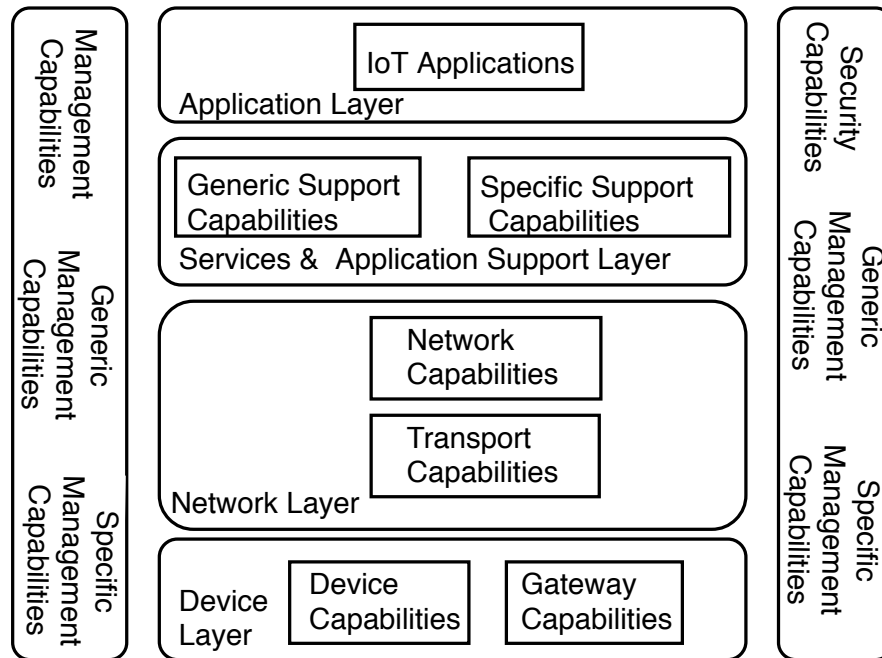 Management
Capabilities
Generic
Management
Capabilities
Specific
Management
Capabilities
IoT Applications
Application Layer
Generic Support
Capabilities
Specific Support
Capabilities
Services & Application Support Layer
Network
Capabilities
Transport
Capabilities
Network Layer
Device
Layer
Device
Capabilities
Gateway
Capabilities
Security
Capabilities
Generic
Management
Capabilities
Specific
Management
Capabilities